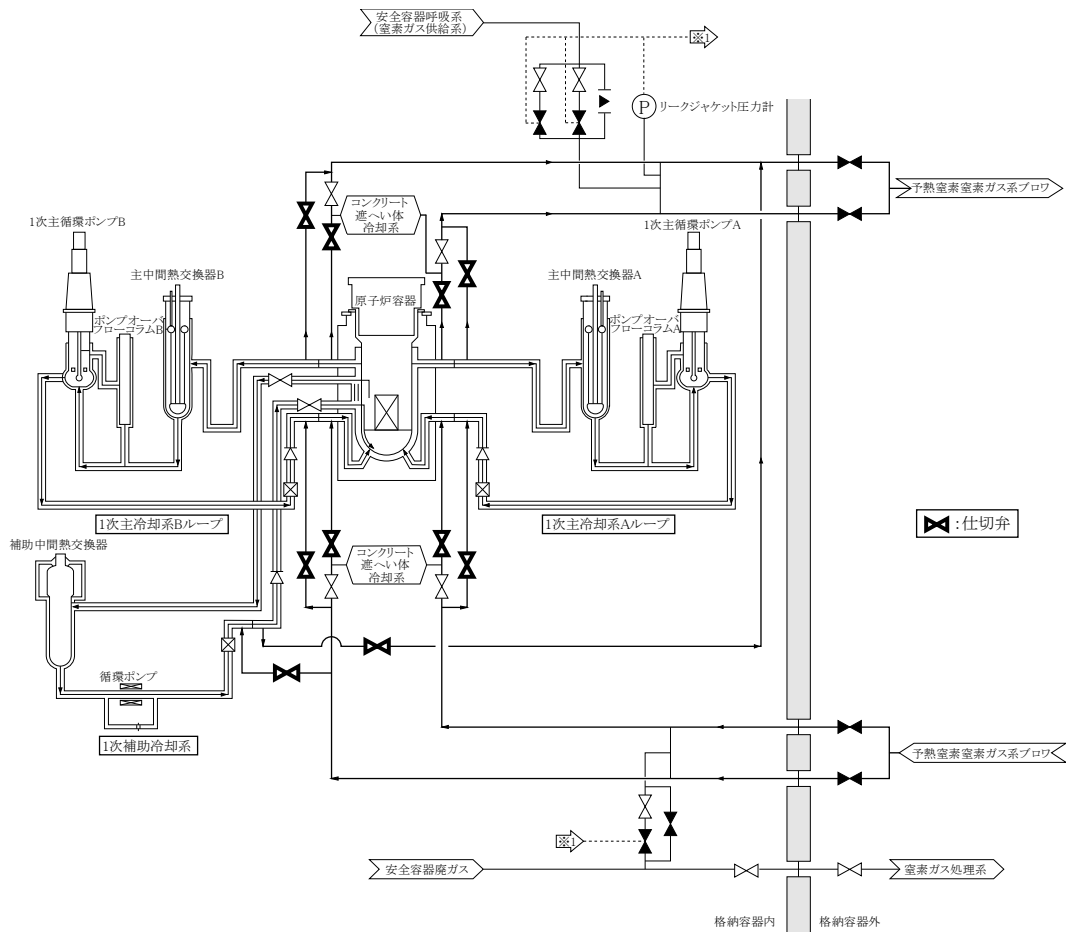 安全容器呼吸系
(窒素ガス供給系)
※1
P
リークジャケット圧力計
予熱窒素窒素ガス系ブロワ
コンクリート
遮へい体
冷却系
1次主循環ポンプB
1次主循環ポンプA
主中間熱交換器B
主中間熱交換器A
原子炉容器
ポンプオーバ
フローコラムB
ポンプオーバ
フローコラムA
1次主冷却系Bループ
1次主冷却系Aループ
:仕切弁
補助中間熱交換器
コンクリート
遮へい体
冷却系
循環ポンプ
1次補助冷却系
予熱窒素窒素ガス系ブロワ
※1
安全容器廃ガス
窒素ガス処理系
格納容器内
格納容器外